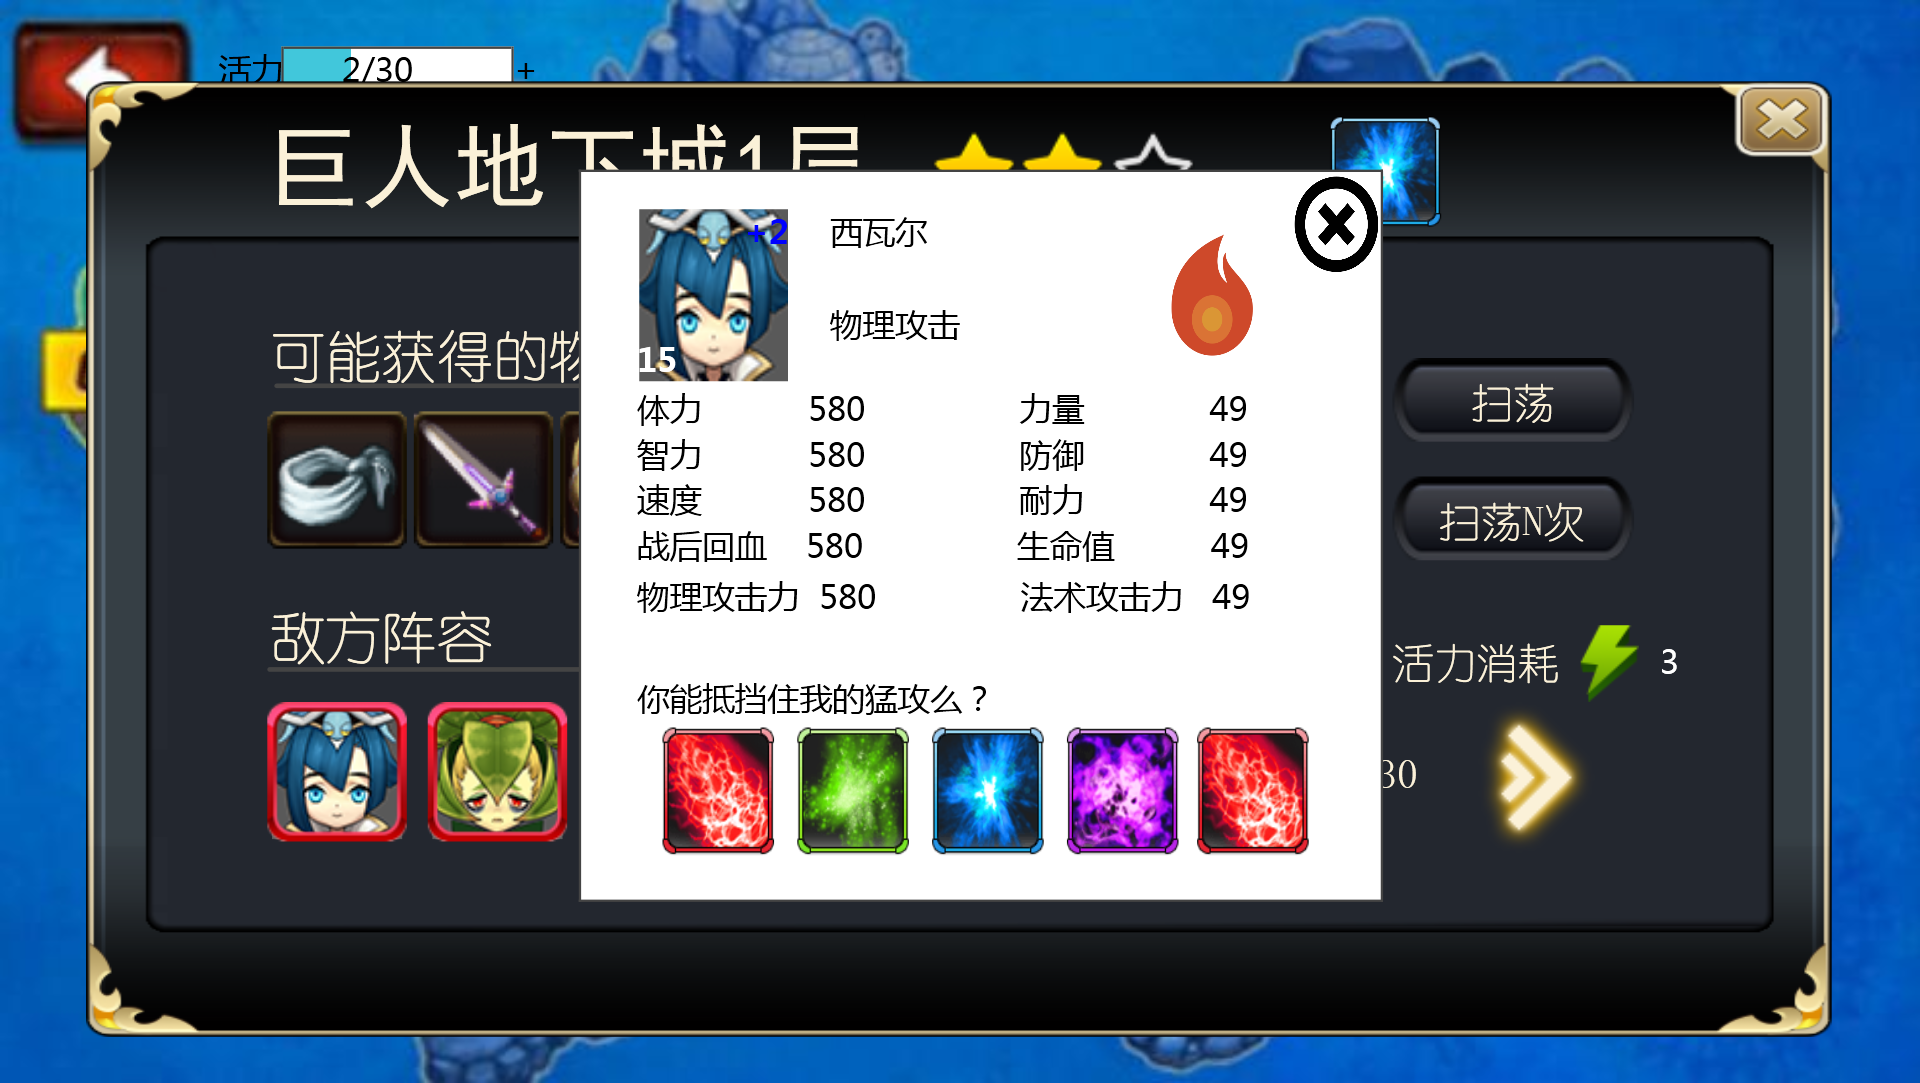 活力 2/30 +
巨人地下城1层
+2
西瓦尔
物理攻击
15
可能获得的物
体力 580 力量 49
智力 580 防御 49
速度 580 耐力 49
战后回血 580 生命值 49
物理攻击力 580 法术攻击力 49
扫荡
扫荡N次
敌方阵容
活力消耗 3
你能抵挡住我的猛攻么？
30